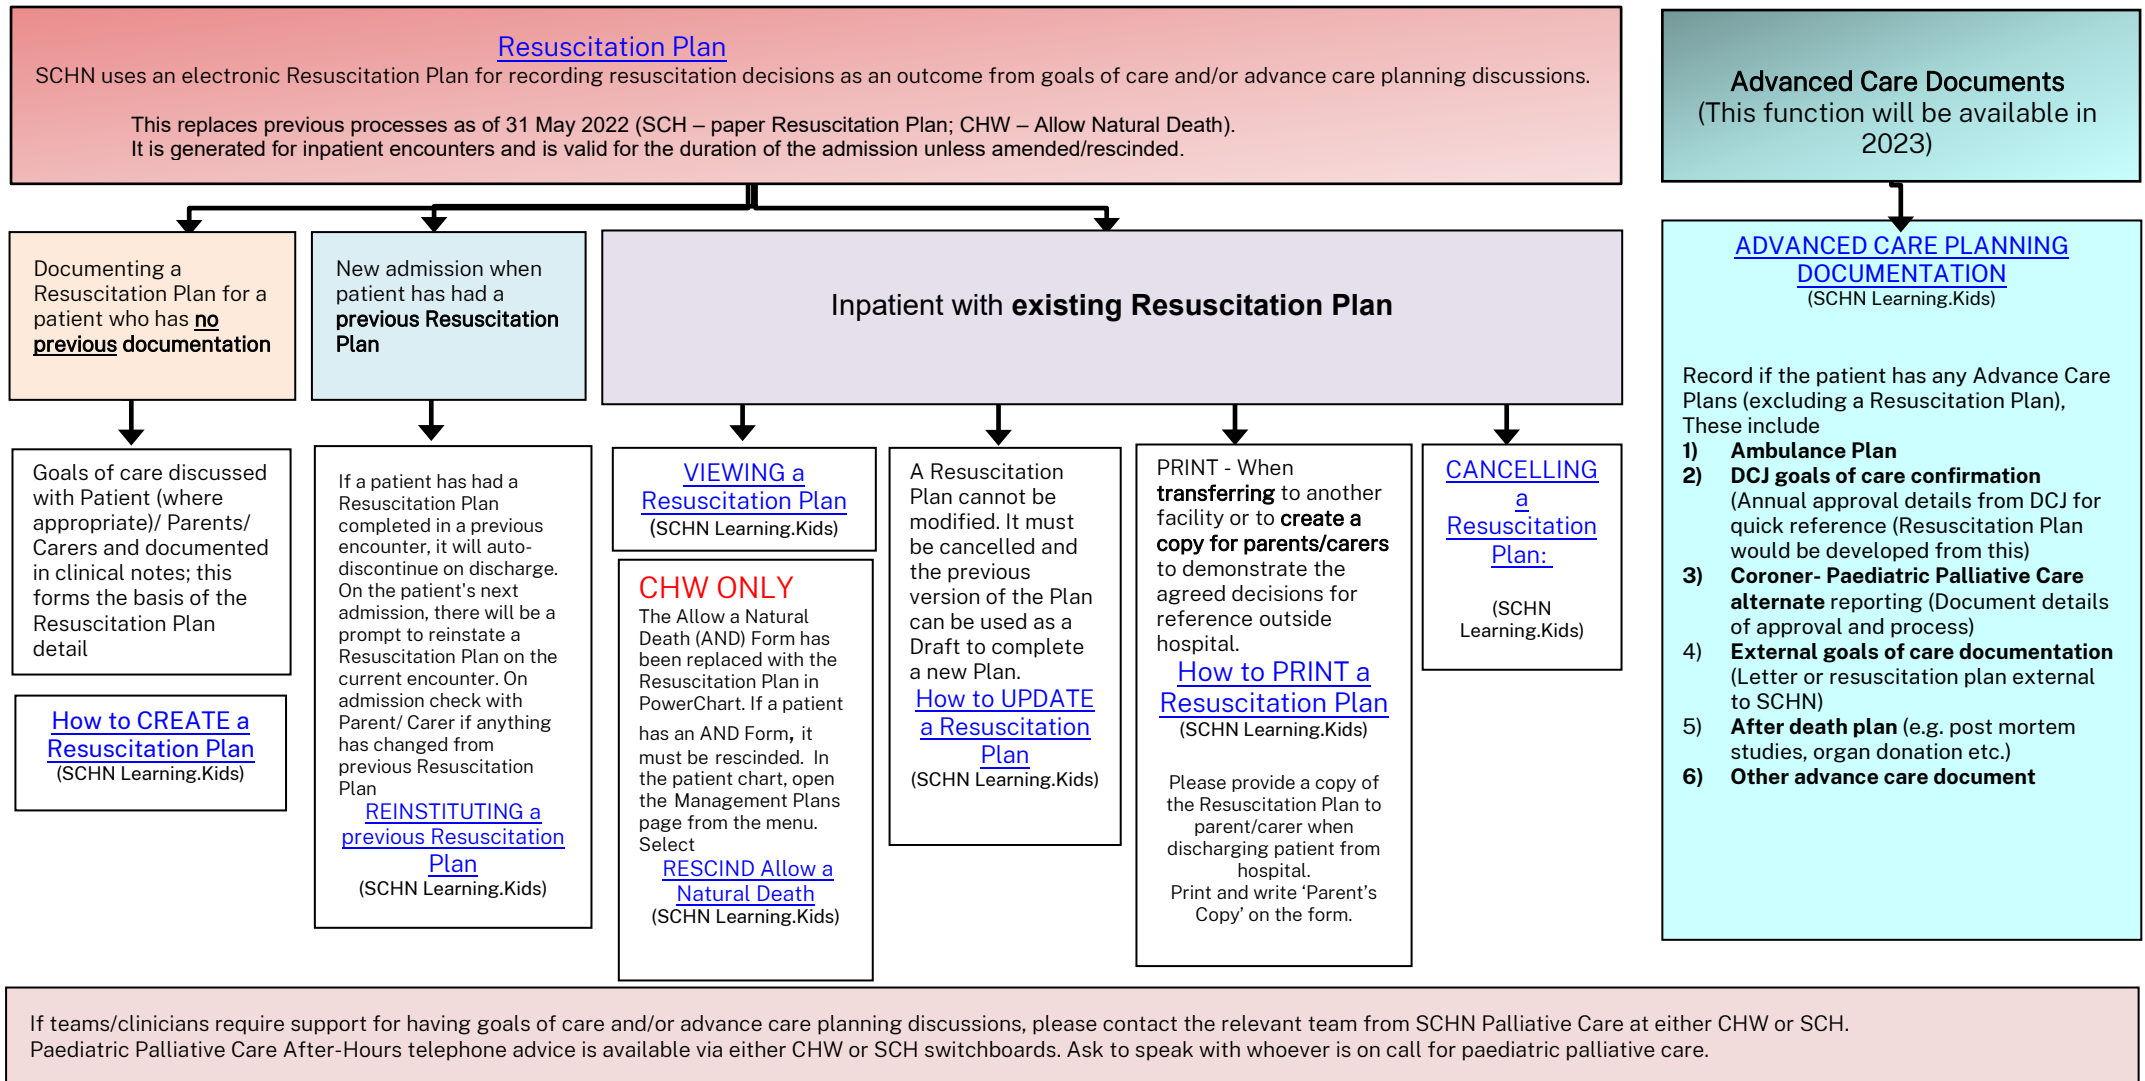 Resuscitation Plan
SCHN uses an electronic Resuscitation Plan for recording resuscitation decisions as an outcome from goals of care and/or advance care planning discussions.
This replaces previous processes as of 31 May 2022 (SCH – paper Resuscitation Plan; CHW – Allow Natural Death).
It is generated for inpatient encounters and is valid for the duration of the admission unless amended/rescinded.
Advanced Care Documents
(This function will be available in
2023)
Documenting a
Resuscitation Plan for a
patient who has no
previous documentation
New admission when
patient has had a
previous Resuscitation
Plan
Inpatient with existing Resuscitation Plan
Goals of care discussed
with Patient (where
appropriate)/ Parents/
Carers and documented
in clinical notes; this
forms the basis of the
Resuscitation Plan
detail
How to CREATE a
Resuscitation Plan
(SCHN Learning.Kids)
If a patient has had a
Resuscitation Plan
completed in a previous
encounter, it will auto-
discontinue on discharge.
On the patient's next
admission, there will be a
prompt to reinstate a
Resuscitation Plan on the
current encounter. On
admission check with
Parent/ Carer if anything
has changed from
previous Resuscitation
Plan
REINSTITUTING a
previous Resuscitation
Plan
(SCHN Learning.Kids)
VIEWING a
Resuscitation Plan
(SCHN Learning.Kids)
CHW ONLY
The Allow a Natural
Death (AND) Form has
been replaced with the
Resuscitation Plan in
PowerChart. If a patient
has an AND Form, it
must be rescinded. In
the patient chart, open
the Management Plans
page from the menu.
Select
RESCIND Allow a
Natural Death
(SCHN Learning.Kids)
A Resuscitation
Plan cannot be
modified. It must
be cancelled and
the previous
version of the Plan
can be used as a
Draft to complete
a new Plan.
How to UPDATE
a Resuscitation
Plan
(SCHN Learning.Kids)
PRINT - When
transferring to another
facility or to create a
copy for parents/carers
to demonstrate the
agreed decisions for
reference outside
hospital.
How to PRINT a
Resuscitation Plan
(SCHN Learning.Kids)
Please provide a copy of
the Resuscitation Plan to
parent/carer when
discharging patient from
hospital.
Print and write ‘Parent’s
Copy’ on the form.
CANCELLING
a
Resuscitation
Plan:
(SCHN
Learning.Kids)
ADVANCED CARE PLANNING
DOCUMENTATION
(SCHN Learning.Kids)
Record if the patient has any Advance Care
Plans (excluding a Resuscitation Plan),
These include
1) Ambulance Plan
2) DCJ goals of care confirmation
(Annual approval details from DCJ for
quick reference (Resuscitation Plan
would be developed from this)
3) Coroner- Paediatric Palliative Care
alternate reporting (Document details
of approval and process)
4) External goals of care documentation
(Letter or resuscitation plan external
to SCHN)
5) After death plan (e.g. post mortem
studies, organ donation etc.)
6) Other advance care document
If teams/clinicians require support for having goals of care and/or advance care planning discussions, please contact the relevant team from SCHN Palliative Care at either CHW or SCH.
Paediatric Palliative Care After-Hours telephone advice is available via either CHW or SCH switchboards. Ask to speak with whoever is on call for paediatric palliative care.